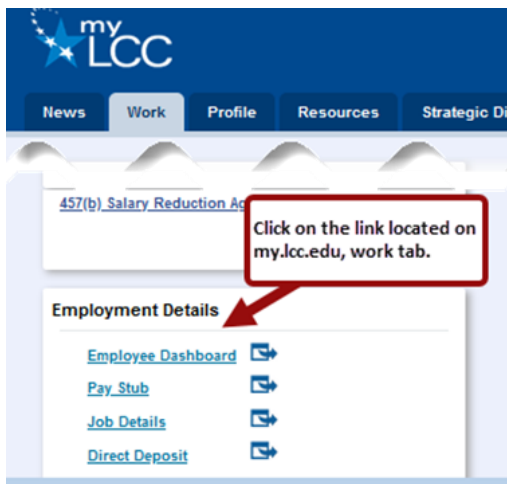 my
LCC
News Work Profile Resources Strategic Di
457(b) Salary Reduction Ag
Click on the link located on
my.lcc.edu, work tab.
Employment Details
Employee Dashboard
Pay Stub
Job Details
Direct Deposit